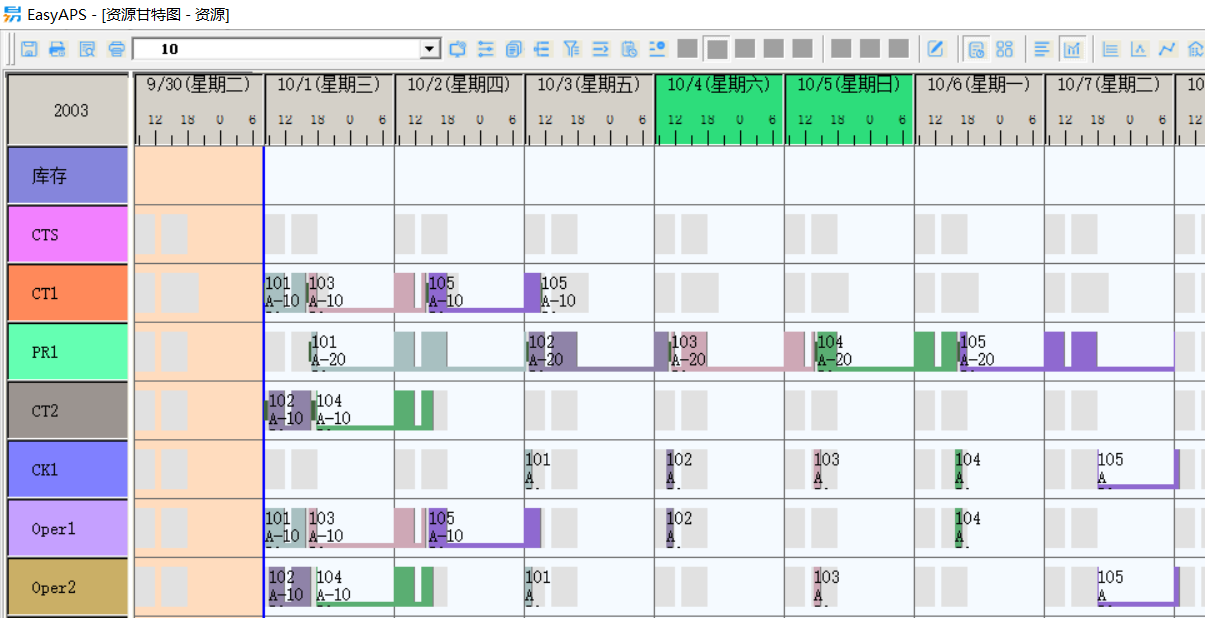 EasyAPS - [资源甘特图 - 资源]
10
2003 9/30(星期二) 10/1(星期三) 10/2(星期四) 10/3(星期五) 10/4(星期六) 10/5(星期日) 10/6(星期一) 10/7(星期二) 10
12 18 0 6 12 18 0 6 12 18 0 6 12 18 0 6 12 18 0 6 12 18 0 6 12 18 0 6 12 18 0 6 12
库存
CTS
CT1
101 103 105 105
A-10 A-10 A-10 A-10
PR1
101 102 103 104 105
A-20 A-20 A-20 A-20 A-20
CT2
102 104
A-10 A-10
CK1
101 102 103 104 105
A A A A A
Oper1
101 103 105 102 104
A-10 A-10 A-10 A A
Oper2
102 104 101 103 105
A-10 A-10 A A A